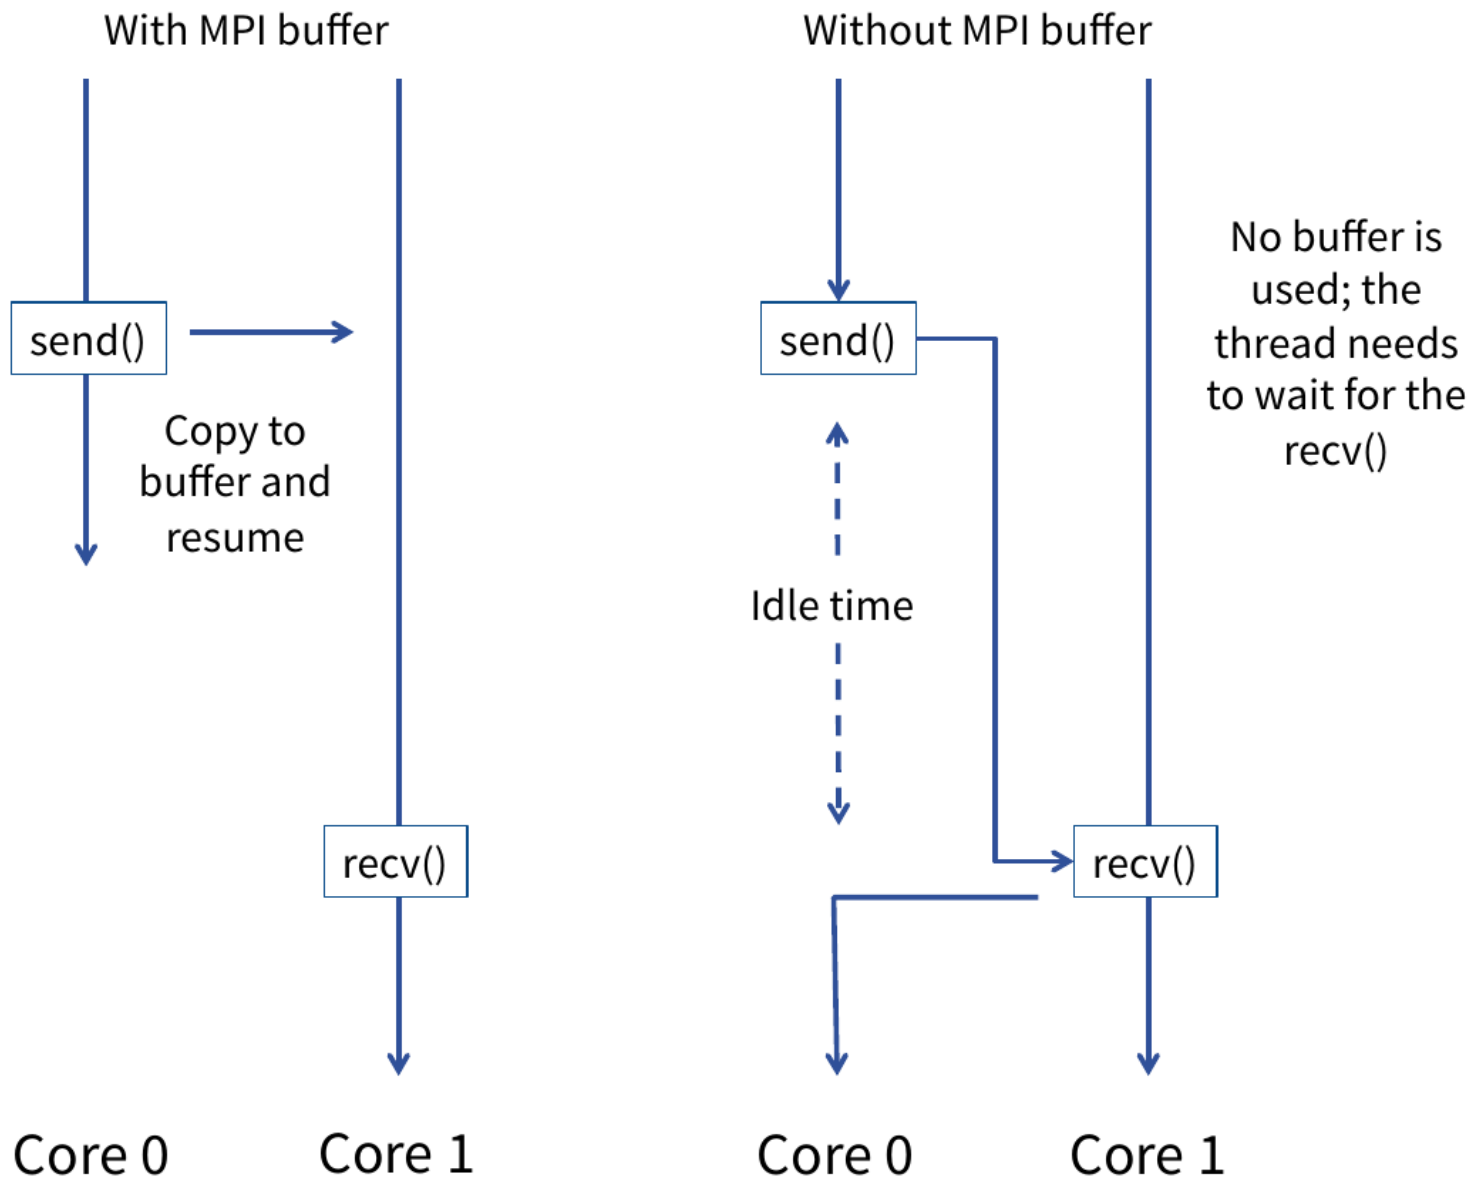 With MPI buffer
send()
Copy to
buffer and
resume
recv()
Core 0
Core 1
Without MPI buffer
send()
No buffer is
used; the
thread needs
to wait for the
recv()
Idle time
recv()
Core 0
Core 1